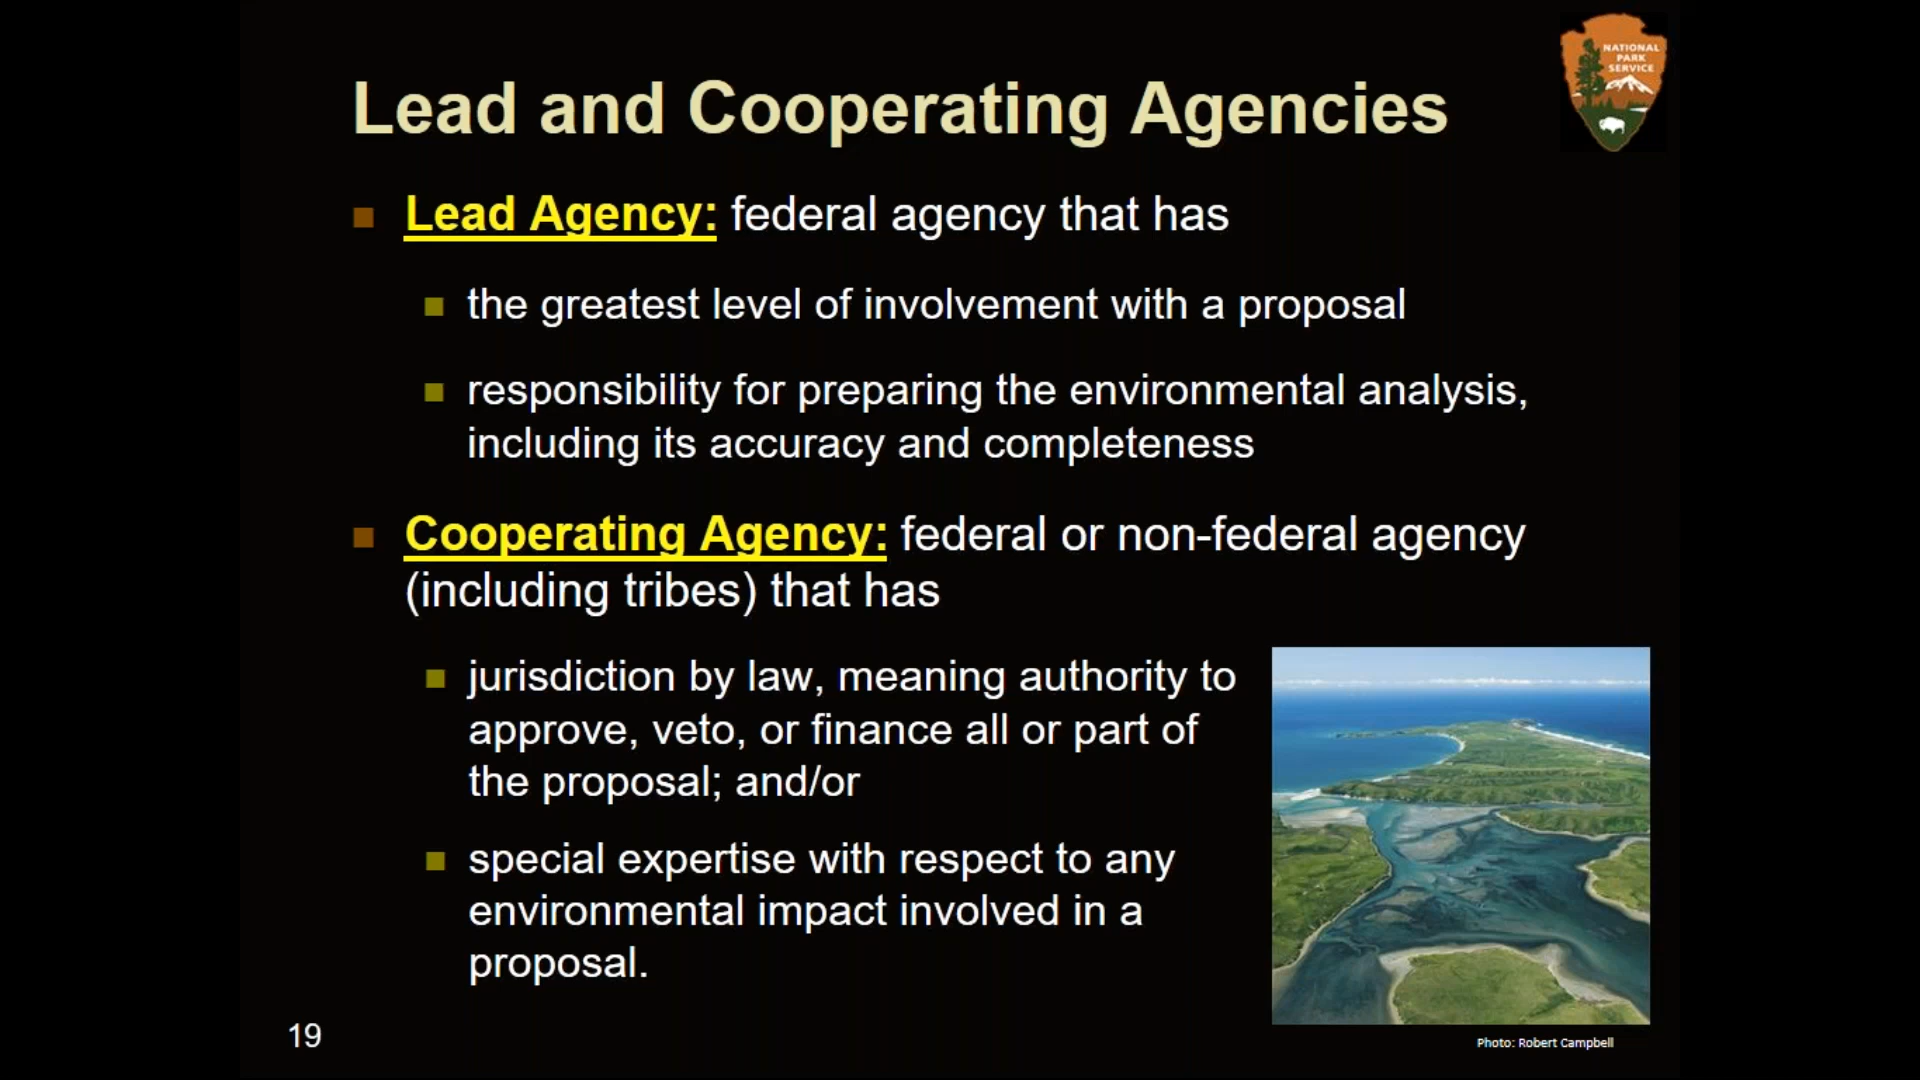 NATIONAL
PARK
SERVICE
Lead and Cooperating Agencies
Lead Agency: federal agency that has
the greatest level of involvement with a proposal
responsibility for preparing the environmental analysis,
including its accuracy and completeness
Cooperating Agency: federal or non-federal agency
(including tribes) that has
jurisdiction by law, meaning authority to
approve, veto, or finance all or part of
the proposal; and/or
special expertise with respect to any
environmental impact involved in a
proposal.
19
Photo: Robert Campbell